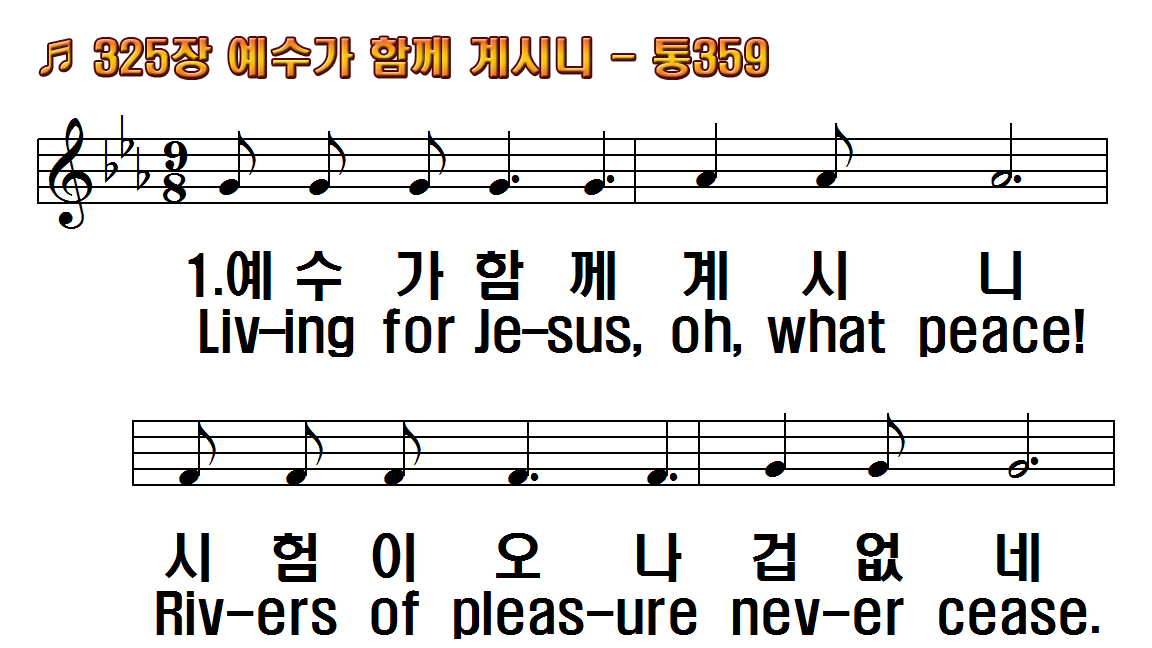 ♬ 325장 예수가 함께 계시니 - 통359
9
8
1.예 수 가 함 께 계 시 니
Liv-ing for Je-sus, oh, what peace!
시 험 이 오 나 겁 없 네
Riv-ers of pleas-ure nev-er cease.